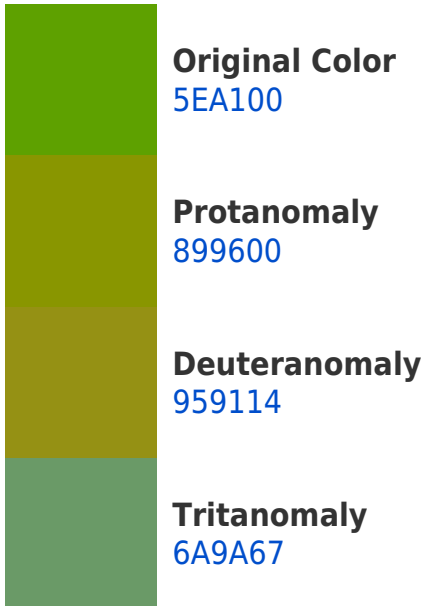 Original Color
5EA100
Protanomaly
899600
Deuteranomaly
959114
Tritanomaly
6A9A67